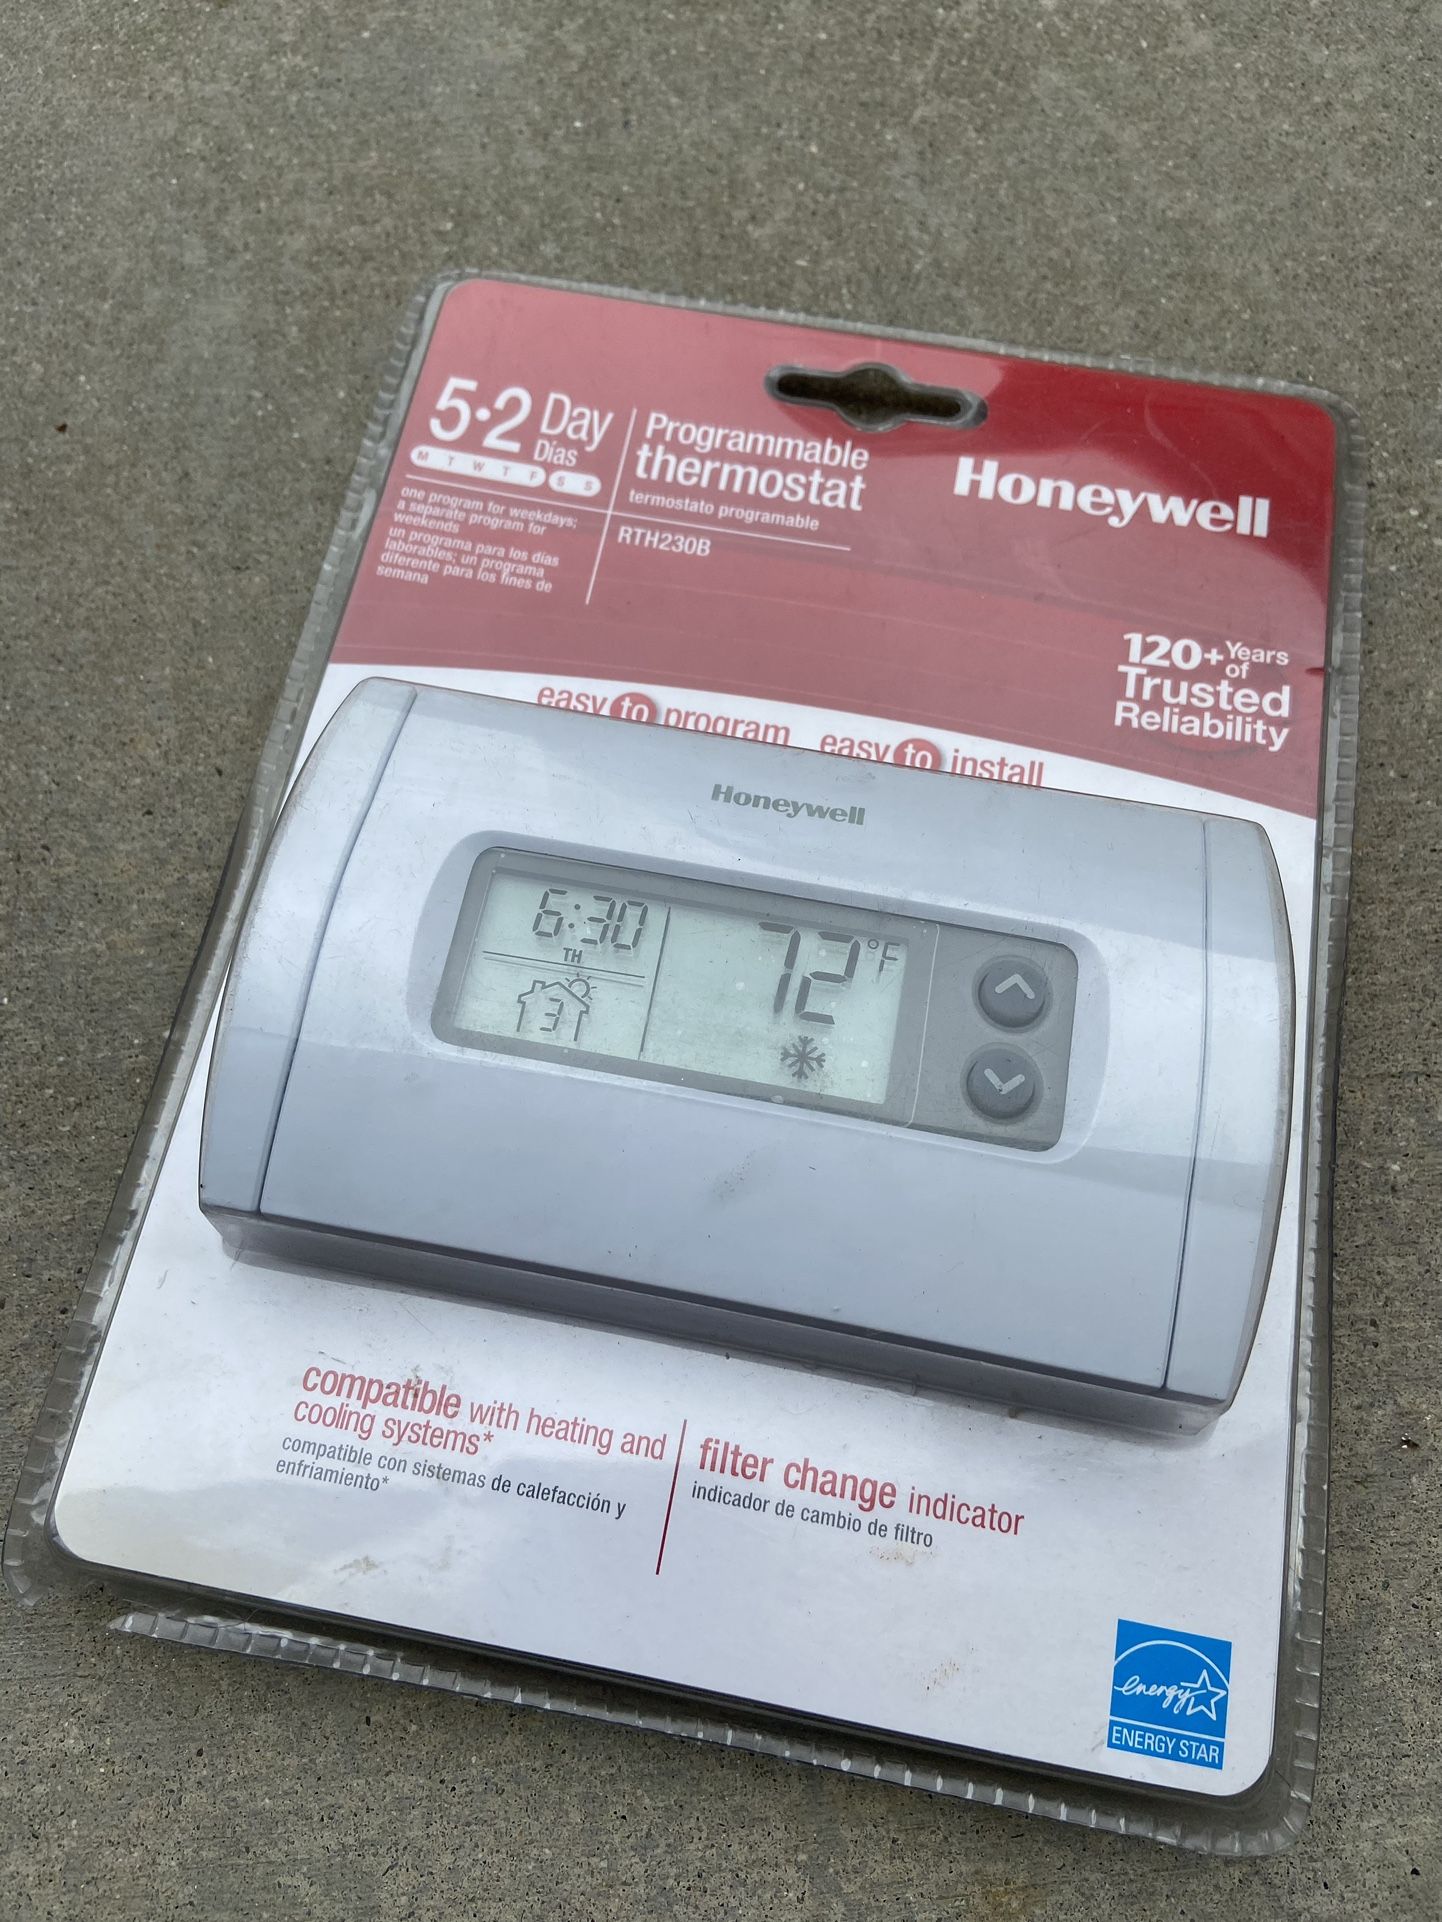 5•2 Day
Días
M T W T F S S
one program for weekdays;
a separate program for
weekends
un programa para los días
laborables; un programa
diferente para los fines de
semana
Programmable
thermostat
termostato programable
RTH230B
Honeywell
120+ Years
of
Trusted
Reliability
easy to program easy to install
Honeywell
6:30
TH
3
72°F
compatible with heating and
cooling systems*
compatible con sistemas de calefacción y
enfriamiento*
filter change indicator
indicador de cambio de filtro
energy
ENERGY STAR